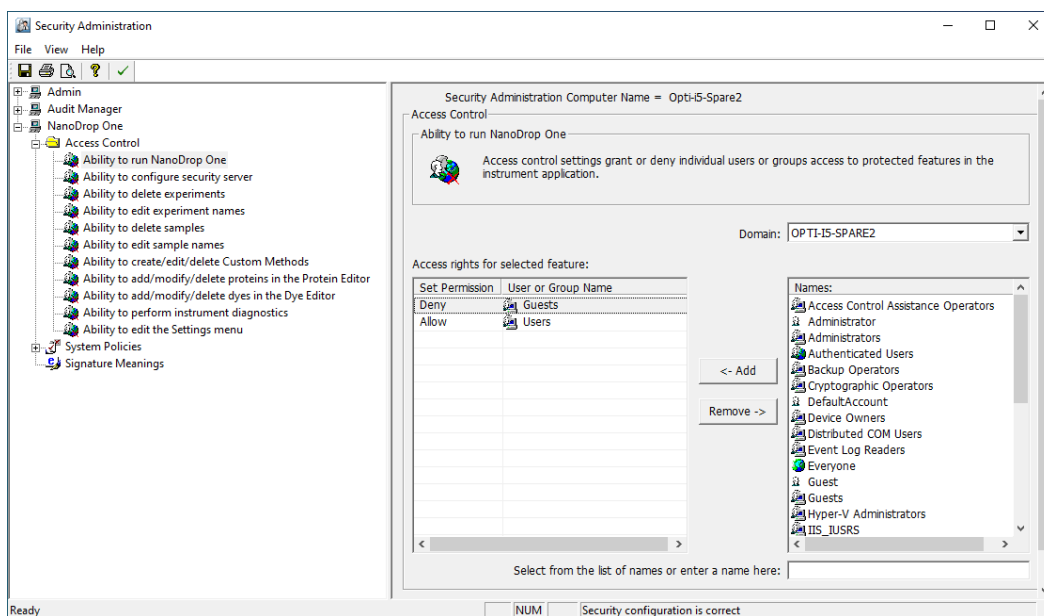 Security Administration
File View Help
Admin
Audit Manager
NanoDrop One
Access Control
Ability to run NanoDrop One
Ability to configure security server
Ability to delete experiments
Ability to edit experiment names
Ability to delete samples
Ability to edit sample names
Ability to create/edit/delete Custom Methods
Ability to add/modify/delete proteins in the Protein Editor
Ability to add/modify/delete dyes in the Dye Editor
Ability to perform instrument diagnostics
Ability to edit the Settings menu
System Policies
Signature Meanings
Security Administration Computer Name = Opti-i5-Spare2
Access Control
Ability to run NanoDrop One
Access control settings grant or deny individual users or groups access to protected features in the
instrument application.
Domain: OPTI-I5-SPARE2
Access rights for selected feature:
Set Permission User or Group Name
Deny Guests
Allow Users
<- Add
Remove ->
Names:
Access Control Assistance Operators
Administrator
Administrators
Authenticated Users
Backup Operators
Cryptographic Operators
DefaultAccount
Device Owners
Distributed COM Users
Event Log Readers
Everyone
Guest
Guests
Hyper-V Administrators
IIS_IUSRS
Select from the list of names or enter a name here:
Ready NUM Security configuration is correct